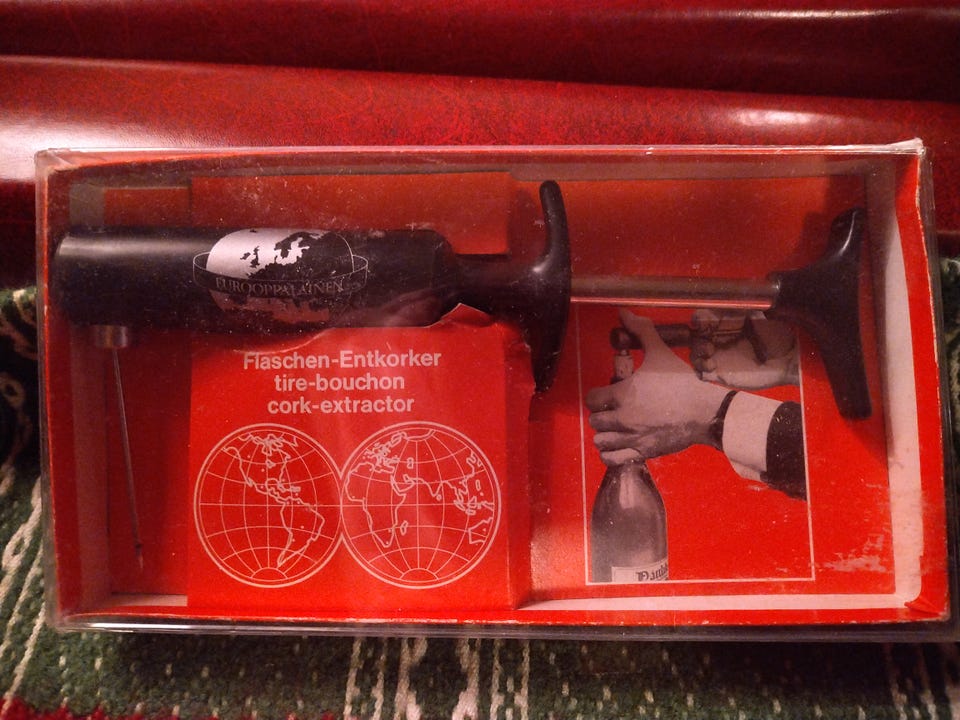 EUROOPPALAINEN
Flaschen-Entkorker
tire-bouchon
cork-extractor